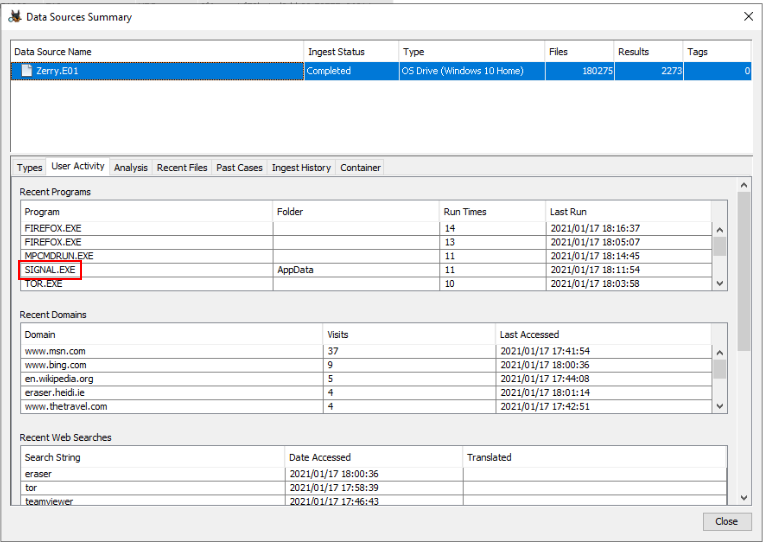 Data Sources Summary
Data Source Name Ingest Status Type Files Results Tags
Zerry.E01 Completed OS Drive (Windows 10 Home) 180275 2273 0
Types User Activity Analysis Recent Files Past Cases Ingest History Container
Recent Programs
Program Folder Run Times Last Run
FIREFOX.EXE 14 2021/01/17 18:16:37
FIREFOX.EXE 13 2021/01/17 18:05:07
MPCMDRUN.EXE 11 2021/01/17 18:14:45
SIGNAL.EXE AppData 11 2021/01/17 18:11:54
TOR.EXE 10 2021/01/17 18:03:58
Recent Domains
Domain Visits Last Accessed
www.msn.com 37 2021/01/17 17:41:54
www.bing.com 9 2021/01/17 18:00:36
en.wikipedia.org 5 2021/01/17 17:44:08
eraser.heidi.ie 4 2021/01/17 18:01:14
www.thetravel.com 4 2021/01/17 17:42:51
Recent Web Searches
Search String Date Accessed Translated
eraser 2021/01/17 18:00:36
tor 2021/01/17 17:58:39
teamviewer 2021/01/17 17:46:43
Close